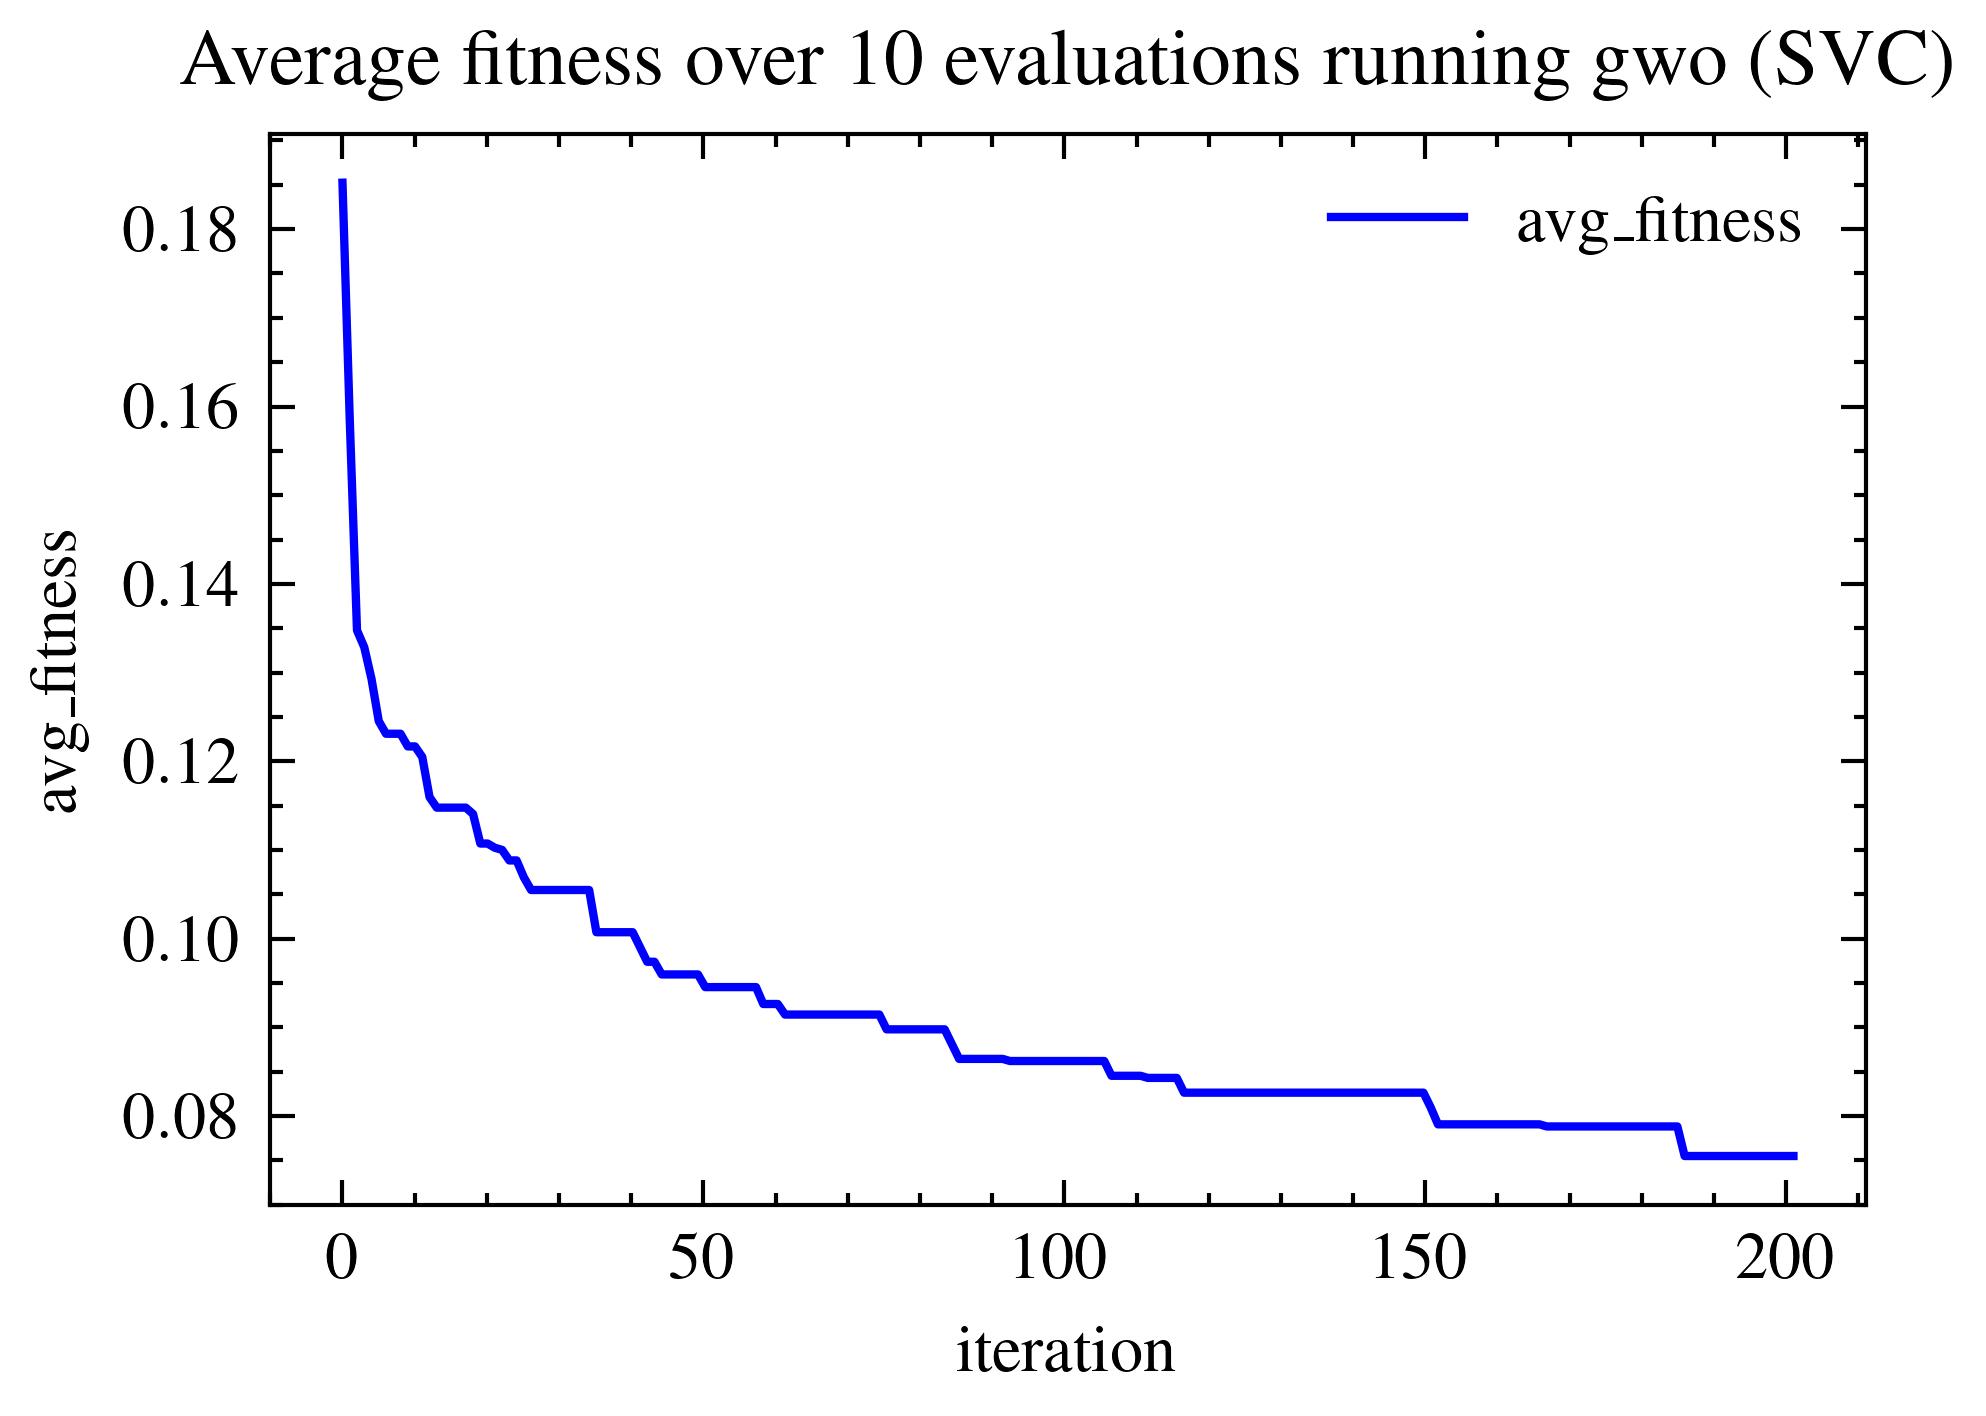 Average fitness over 10 evaluations running gwo (SVC)
avg_fitness
0.18
0.16
0.14
0.12
0.10
0.08
avg_fitness
0 50 100 150 200
iteration